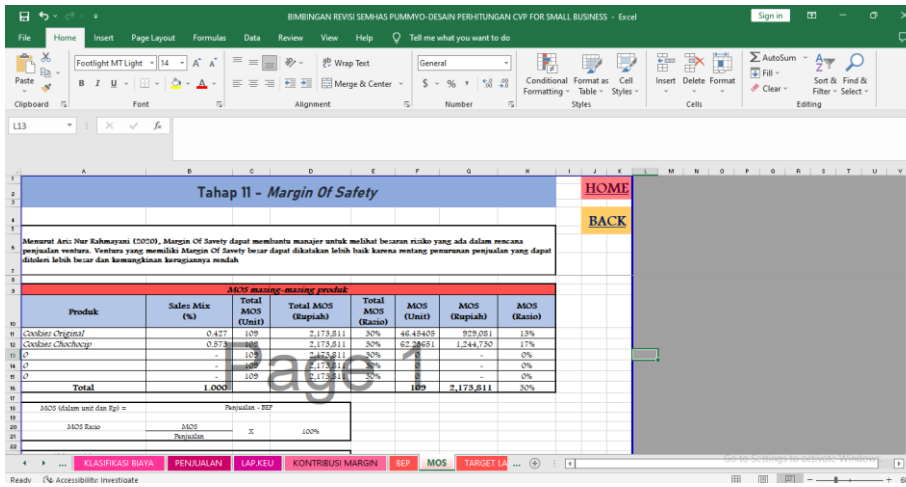 BIMBINGAN REVISI SEMHAS PUMMYO-DESAIN PERHITUNGAN CVP FOR SMALL BUSINESS - Excel
Sign in
File Home Insert Page Layout Formulas Data Review View Help Tell me what you want to do
Paste
Footlight MT Light 14
Wrap Text
General
AutoSum
Fill
Clear
B I U
Merge & Center
Conditional Formatting
Format as Table
Cell Styles
Insert Delete Format
Sort & Filter
Find & Select
Clipboard Font Alignment Number Styles Cells Editing
L13 fx
A B C D E F G H I J K L M N O P Q R S T U V
Tahap 11 - Margin Of Safety
HOME
BACK
Menurut Aris Nur Rahmayani (2020), Margin Of Savety dapat membantu manajer untuk melihat besaran risiko yang ada dalam rencana
penjualan ventura. Ventura yang memiliki Margin Of Savety besar dapat dikatakan lebih baik karena rentang penurunan penjualan yang dapat
ditoleri lebih besar dan kemungkinan kerugiannya rendah
MOS masing-masing produk
Produk Sales Mix (%) Total MOS (Unit) Total MOS (Rupiah) Total MOS (Rasio) MOS (Unit) MOS (Rupiah) MOS (Rasio)
11 Cookies Original 0.427 109 2,173,811 30% 46.48408 929,081 13%
12 Cookies Chochocip 0.573 109 2,173,811 30% 1,244,730 17%
13 0 - 109 2,173,811 30% 0 - 0%
14 0 - 109 2,173,811 30% 0 - 0%
15 0 - 109 2,173,811 30% 0 - 0%
16 Total 1.000 109 2,173,811 30%
Page 1
MOS (dalam unit dan Rp) = Penjualan - BEP
MOS Rasio MOS X 100%
Penjualan
... KLASIFIKASI BIAYA PENJUALAN LAP.KEU KONTRIBUSI MARGIN BEP MOS TARGET LA ...
Go to Settings to activate Windows.
Ready Accessibility: Investigate